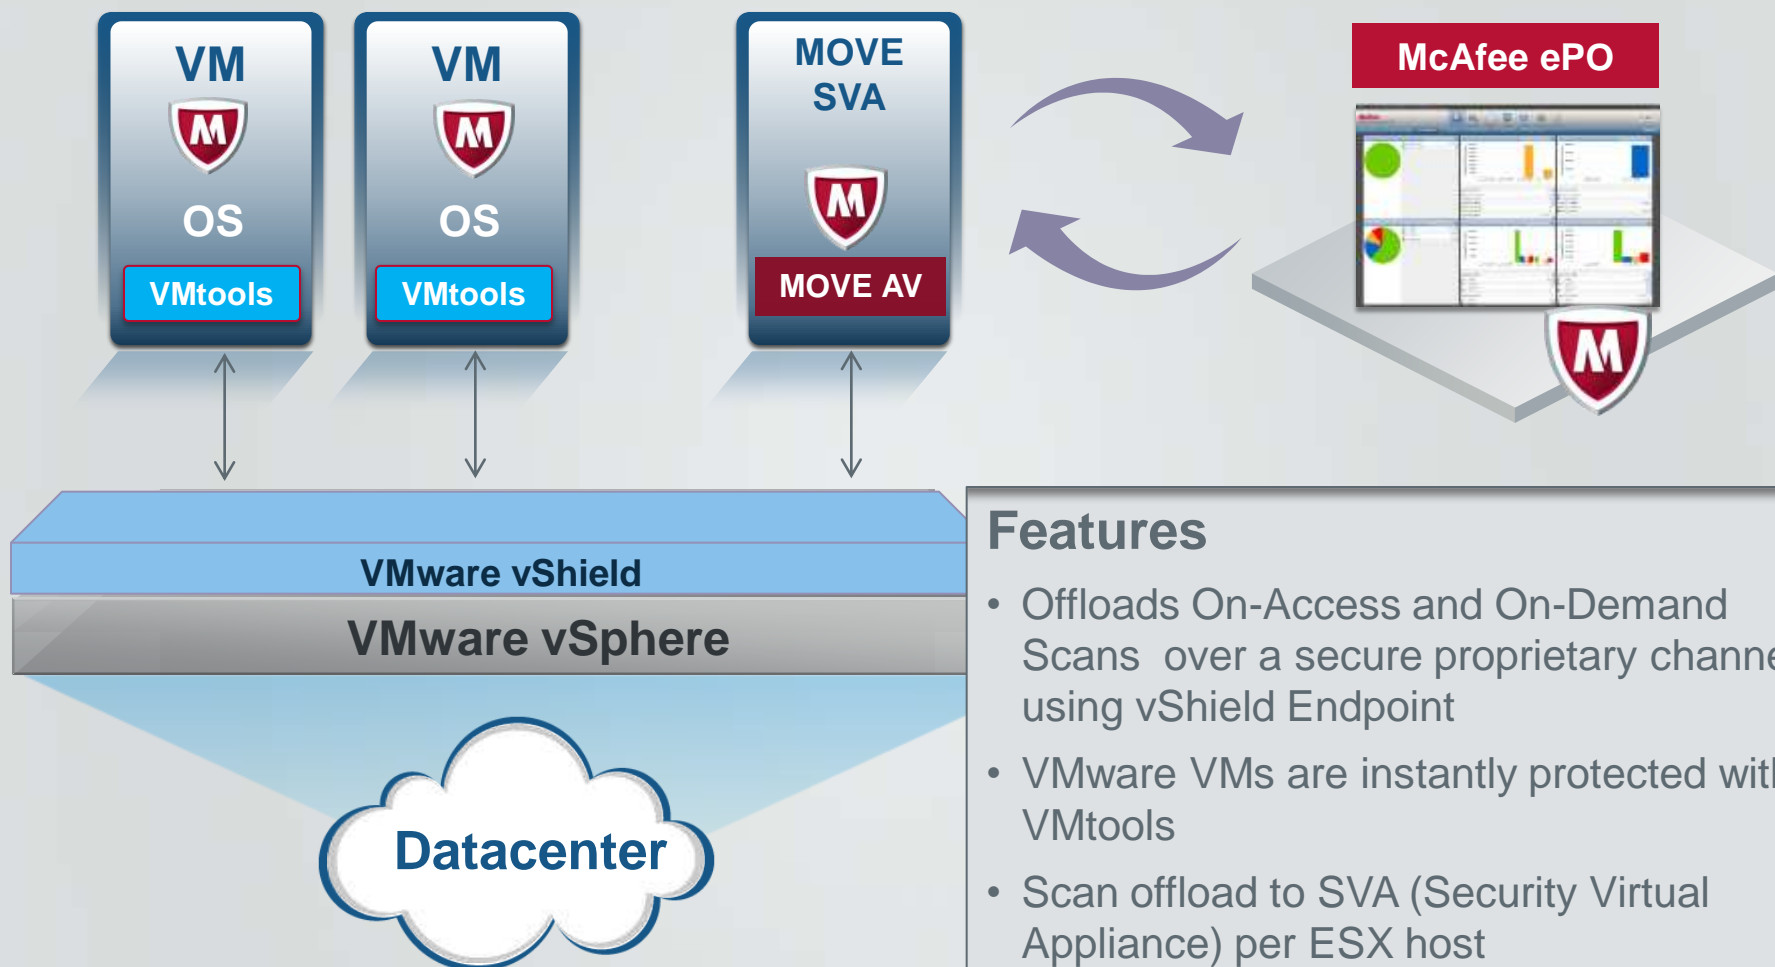 VM
OS
VMtools
VM
OS
VMtools
MOVE
SVA
MOVE AV
McAfee ePO
VMware vShield
VMware vSphere
Datacenter
Features
• Offloads On-Access and On-Demand
Scans over a secure proprietary channe
using vShield Endpoint
• VMware VMs are instantly protected with
VMtools
• Scan offload to SVA (Security Virtual
Appliance) per ESX host